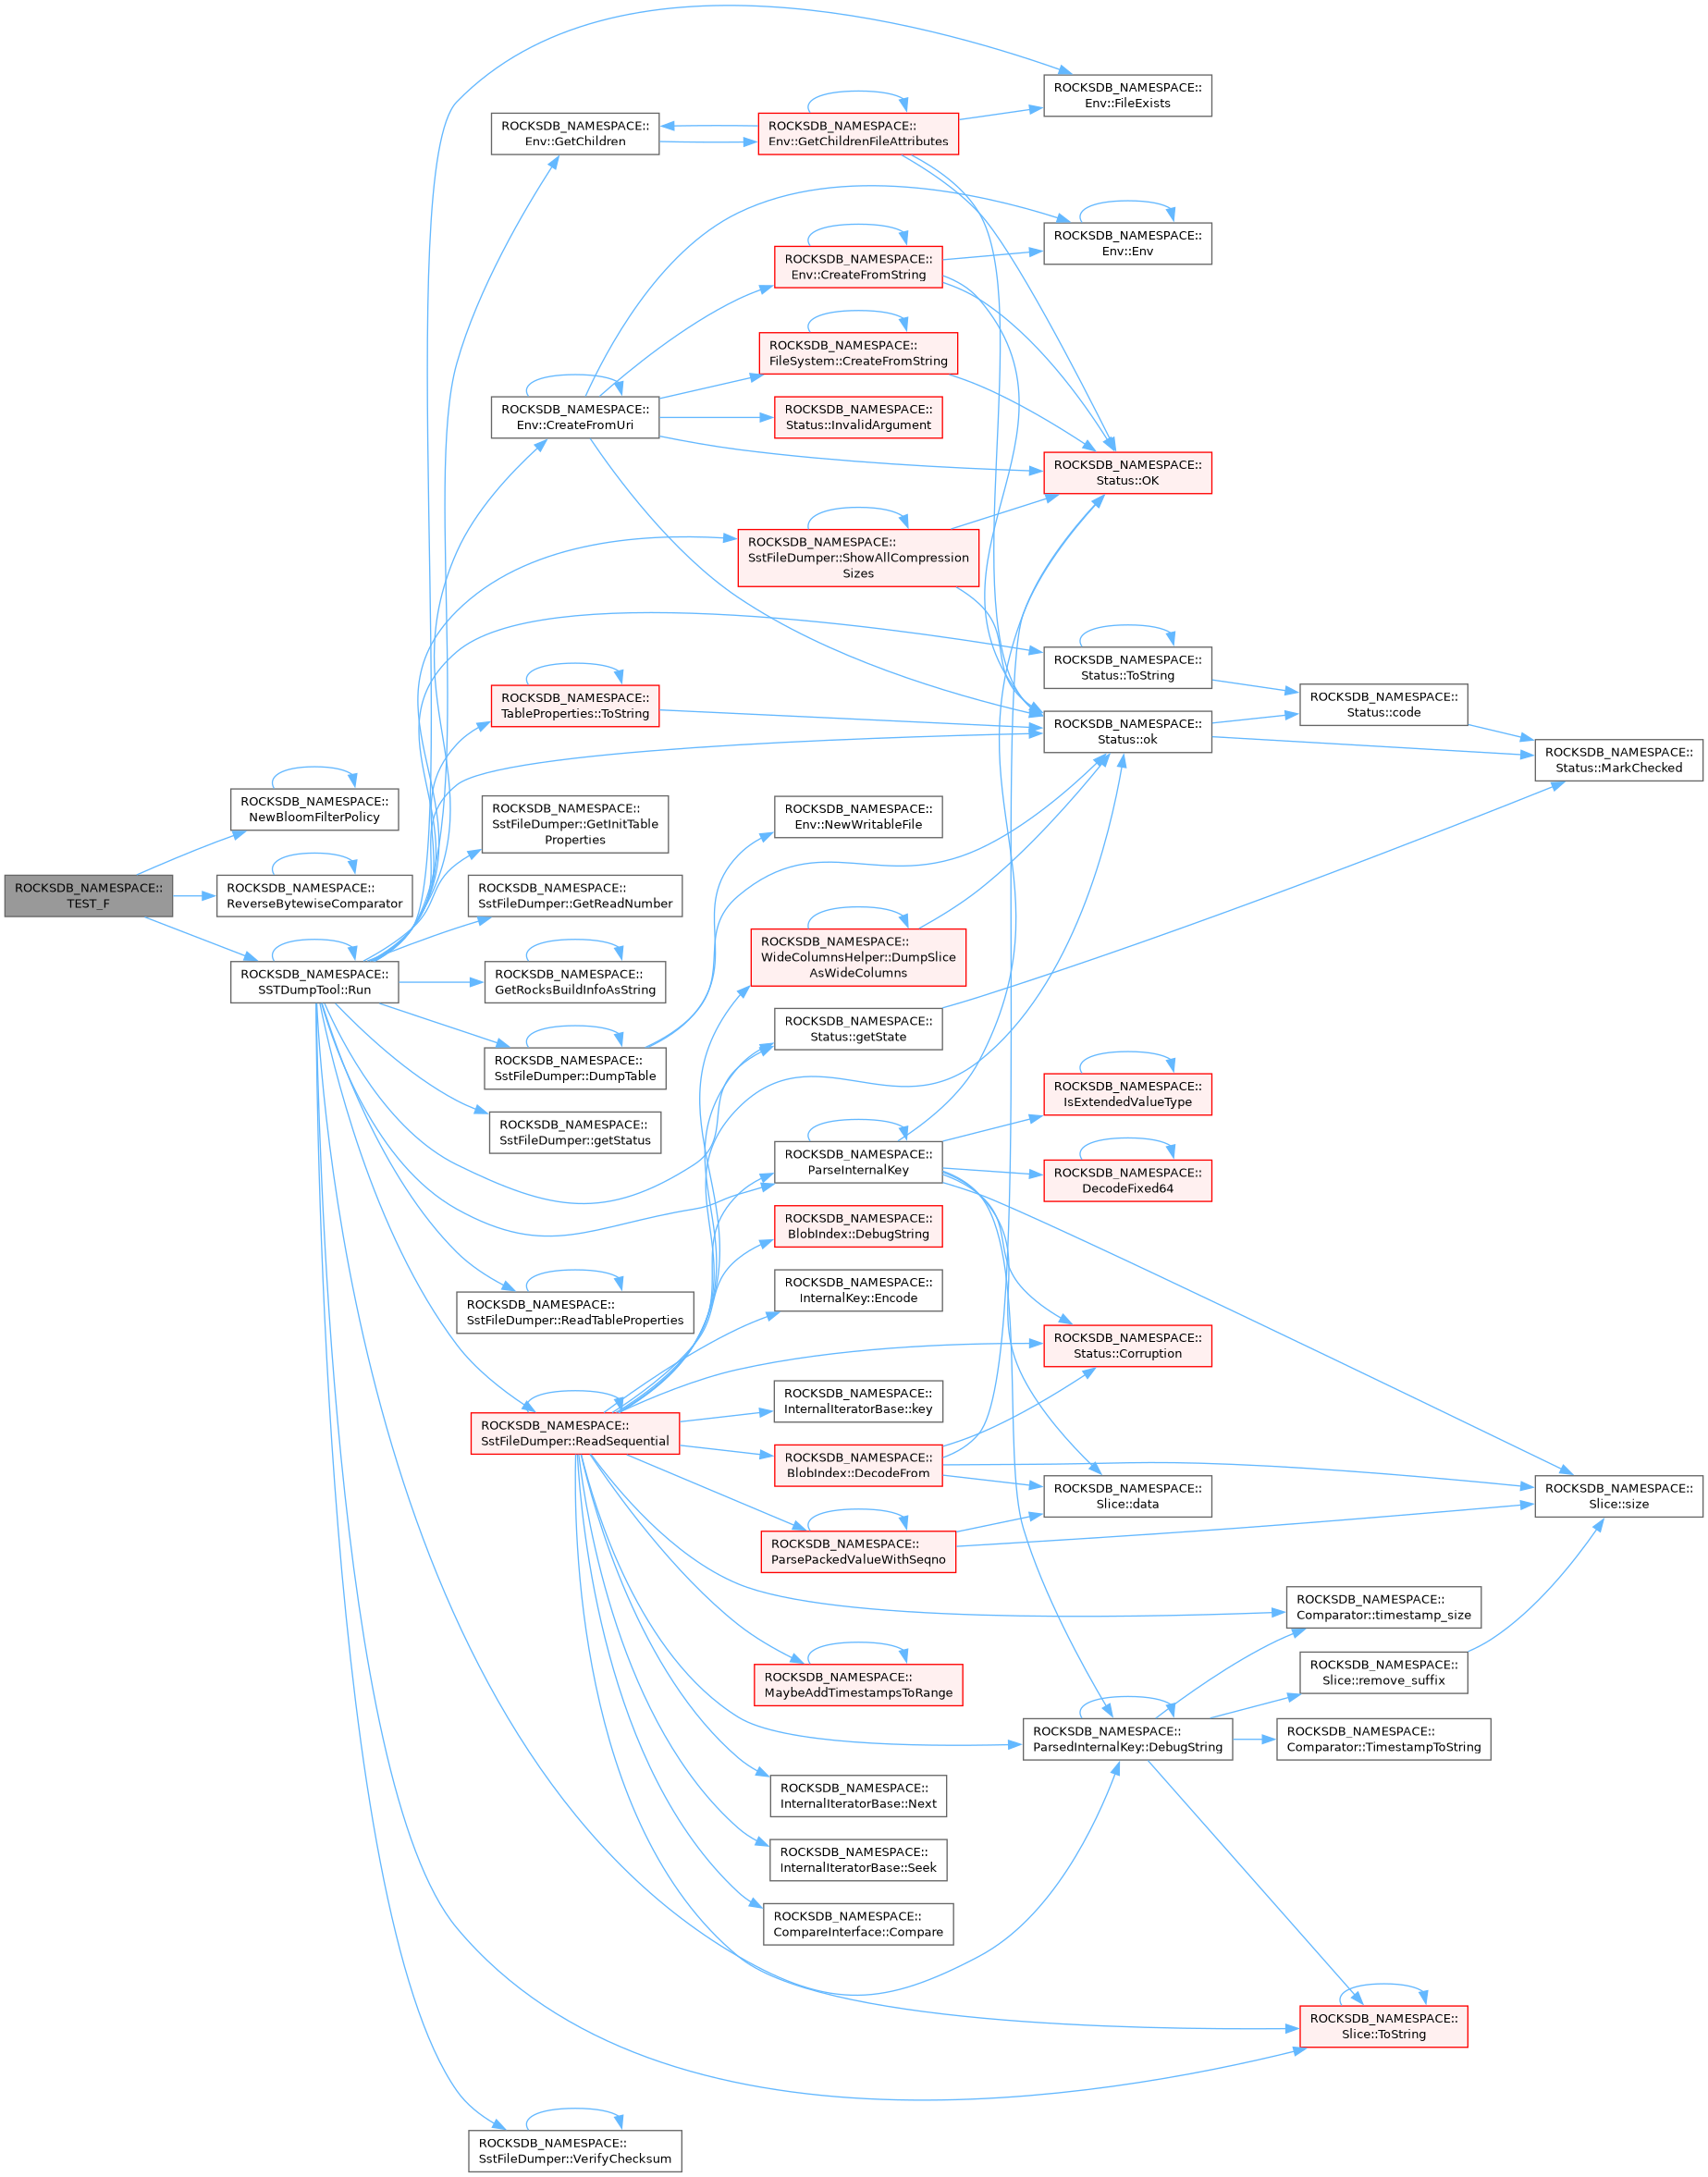 ROCKSDB_NAMESPACE::
TEST_F
ROCKSDB_NAMESPACE::
NewBloomFilterPolicy
ROCKSDB_NAMESPACE::
ReverseBytewiseComparator
ROCKSDB_NAMESPACE::
SSTDumpTool::Run
ROCKSDB_NAMESPACE::
Env::GetChildren
ROCKSDB_NAMESPACE::
Env::CreateFromUri
ROCKSDB_NAMESPACE::
TableProperties::ToString
ROCKSDB_NAMESPACE::
SstFileDumper::GetInitTable
Properties
ROCKSDB_NAMESPACE::
SstFileDumper::GetReadNumber
ROCKSDB_NAMESPACE::
GetRocksBuildInfoAsString
ROCKSDB_NAMESPACE::
SstFileDumper::DumpTable
ROCKSDB_NAMESPACE::
SstFileDumper::getStatus
ROCKSDB_NAMESPACE::
SstFileDumper::ReadTableProperties
ROCKSDB_NAMESPACE::
SstFileDumper::ReadSequential
ROCKSDB_NAMESPACE::
SstFileDumper::VerifyChecksum
ROCKSDB_NAMESPACE::
Env::GetChildrenFileAttributes
ROCKSDB_NAMESPACE::
Env::CreateFromString
ROCKSDB_NAMESPACE::
FileSystem::CreateFromString
ROCKSDB_NAMESPACE::
Status::InvalidArgument
ROCKSDB_NAMESPACE::
SstFileDumper::ShowAllCompression
Sizes
ROCKSDB_NAMESPACE::
Env::NewWritableFile
ROCKSDB_NAMESPACE::
WideColumnsHelper::DumpSlice
AsWideColumns
ROCKSDB_NAMESPACE::
Status::getState
ROCKSDB_NAMESPACE::
ParseInternalKey
ROCKSDB_NAMESPACE::
BlobIndex::DebugString
ROCKSDB_NAMESPACE::
InternalKey::Encode
ROCKSDB_NAMESPACE::
InternalIteratorBase::key
ROCKSDB_NAMESPACE::
BlobIndex::DecodeFrom
ROCKSDB_NAMESPACE::
ParsePackedValueWithSeqno
ROCKSDB_NAMESPACE::
MaybeAddTimestampsToRange
ROCKSDB_NAMESPACE::
InternalIteratorBase::Next
ROCKSDB_NAMESPACE::
InternalIteratorBase::Seek
ROCKSDB_NAMESPACE::
CompareInterface::Compare
ROCKSDB_NAMESPACE::
Env::FileExists
ROCKSDB_NAMESPACE::
Env::Env
ROCKSDB_NAMESPACE::
Status::OK
ROCKSDB_NAMESPACE::
Status::ToString
ROCKSDB_NAMESPACE::
Status::ok
ROCKSDB_NAMESPACE::
IsExtendedValueType
ROCKSDB_NAMESPACE::
DecodeFixed64
ROCKSDB_NAMESPACE::
Status::Corruption
ROCKSDB_NAMESPACE::
Slice::data
ROCKSDB_NAMESPACE::
ParsedInternalKey::DebugString
ROCKSDB_NAMESPACE::
Status::code
ROCKSDB_NAMESPACE::
Comparator::timestamp_size
ROCKSDB_NAMESPACE::
Slice::remove_suffix
ROCKSDB_NAMESPACE::
Comparator::TimestampToString
ROCKSDB_NAMESPACE::
Slice::ToString
ROCKSDB_NAMESPACE::
Status::MarkChecked
ROCKSDB_NAMESPACE::
Slice::size